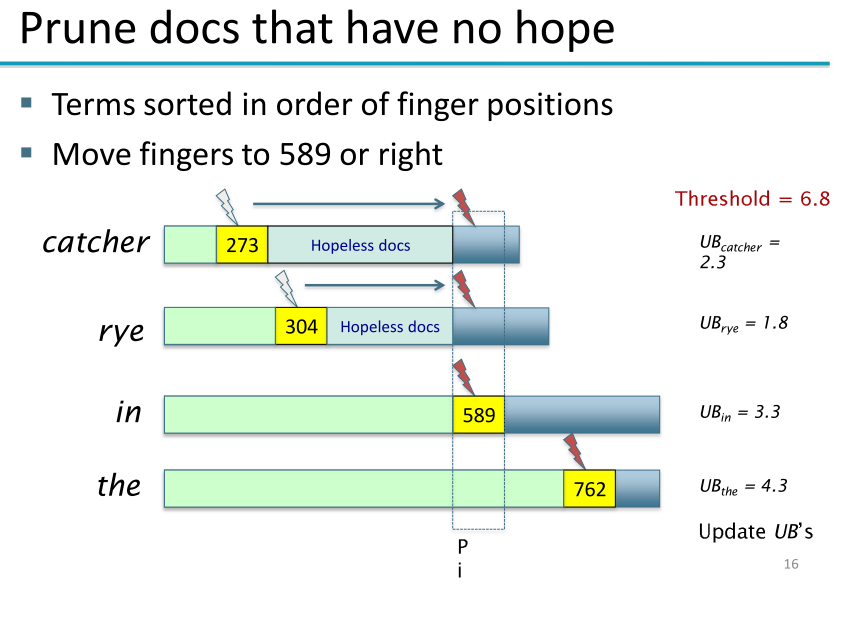 Prune docs that have no hope
▪ Terms sorted in order of finger positions
▪ Move fingers to 589 or right
Threshold = 6.8
catcher
273
Hopeless docs
UBcatcher =
2.3
rye
304
Hopeless docs
UBrye = 1.8
in
589
UBin = 3.3
the
762
UBthe = 4.3
Update UB’s
P
i
16